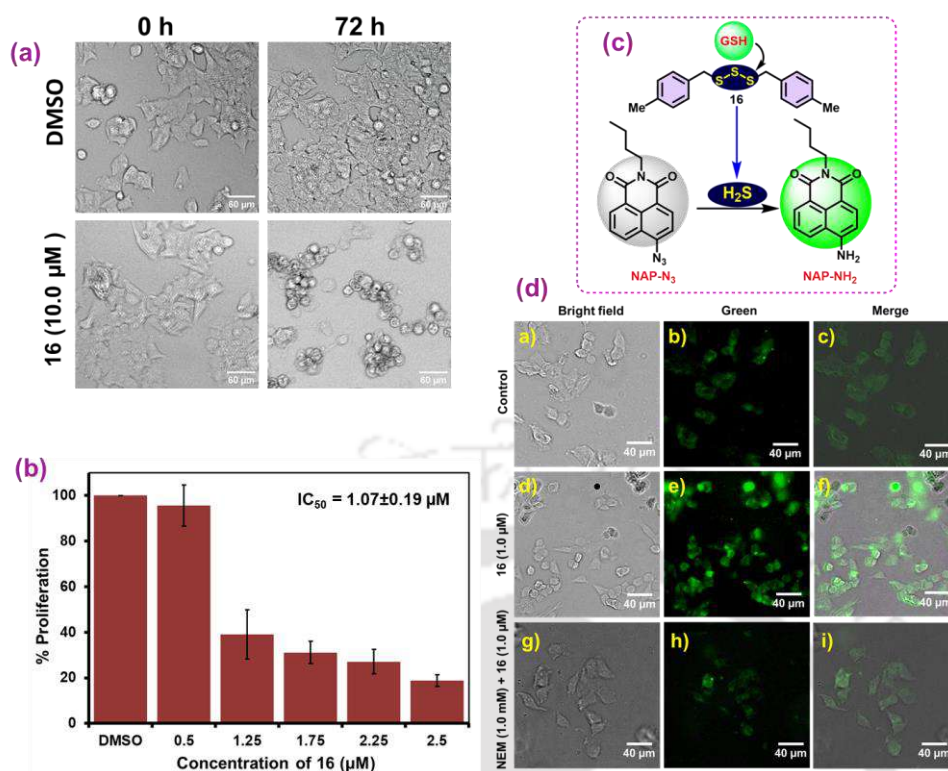 (a)
0 h
72 h
DMSO
60 µm
60 µm
16 (10.0 µM)
60 µm
60 µm
(b)
IC50 = 1.07±0.19 µM
% Proliferation
100
80
60
40
20
0
DMSO
0.5
1.25
1.75
2.25
2.5
Concentration of 16 (µM)
(c)
GSH
S
S
S
16
Me
Me
O
N
O
N3
NAP-N3
H2S
O
N
O
NH2
NAP-NH2
(d)
Bright field
Green
Merge
Control
a)
b)
c)
40 µm
40 µm
40 µm
16 (1.0 µM)
d)
e)
f)
40 µm
40 µm
40 µm
NEM (1.0 mM) + 16 (1.0 µM)
g)
h)
i)
40 µm
40 µm
40 µm